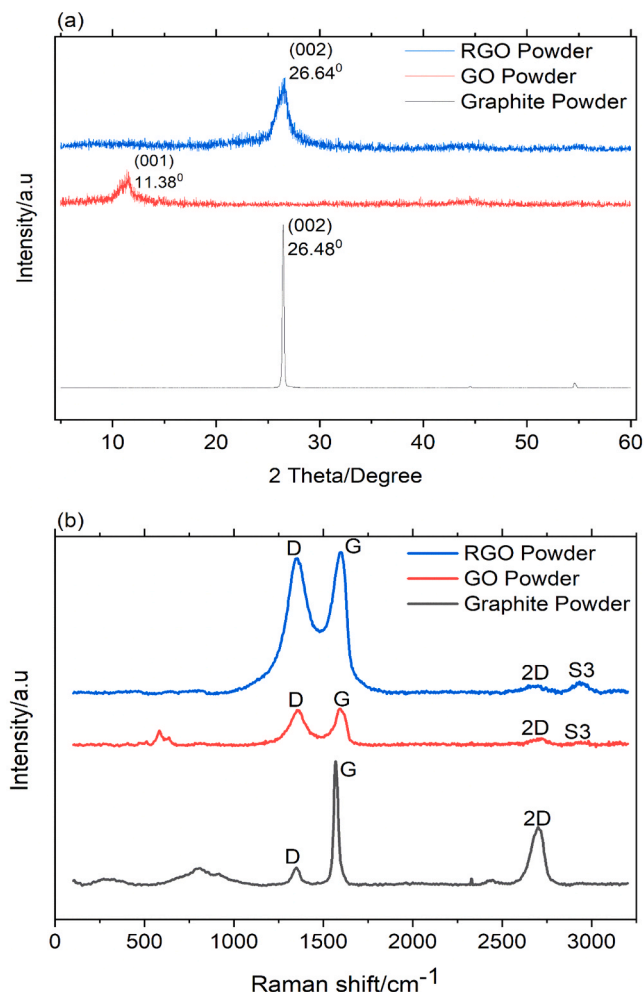 (a)
(002)
26.64⁰
RGO Powder
GO Powder
Graphite Powder
(001)
11.38⁰
(002)
26.48⁰
Intensity/a.u
10 20 30 40 50 60
2 Theta/Degree
(b)
D G
RGO Powder
GO Powder
Graphite Powder
2D S3
D G
2D S3
G
D
2D
Intensity/a.u
0 500 1000 1500 2000 2500 3000
Raman shift/cm⁻¹